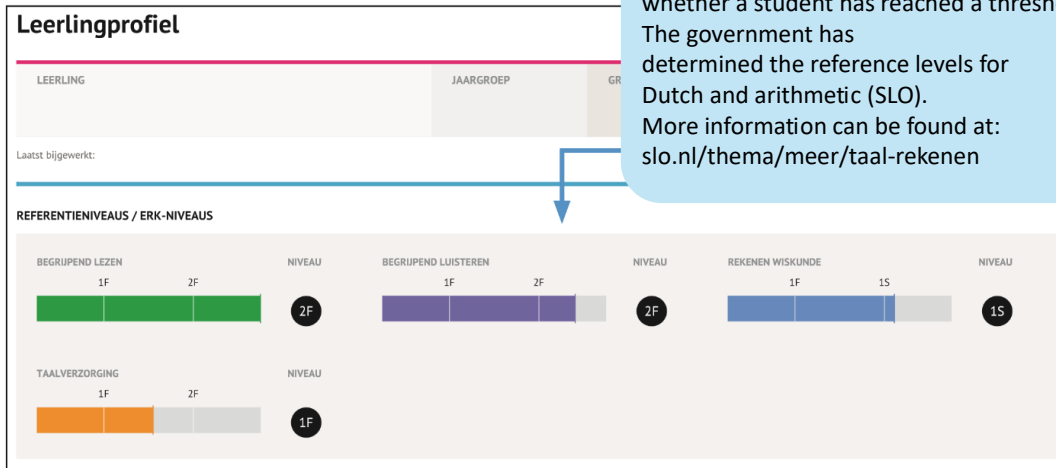 Leerlingprofiel
whether a student has reached a
The government has
determined the reference levels for
Dutch and arithmetic (SLO).
More information can be found at:
slo.nl/thema/meer/taal-rekenen
LEERLING JAARGROEP
Laatst bijgewerkt:
REFERENTIENIVEAUS / ERK-NIVEAUS
BEGRIJPEND LEZEN NIVEAU BEGRIJPEND LUISTEREN NIVEAU REKENEN WISKUNDE NIVEAU
1F 2F 1F 2F 1F 1S
2F 2F 1S
TAALVERZORGING NIVEAU
1F 2F
1F